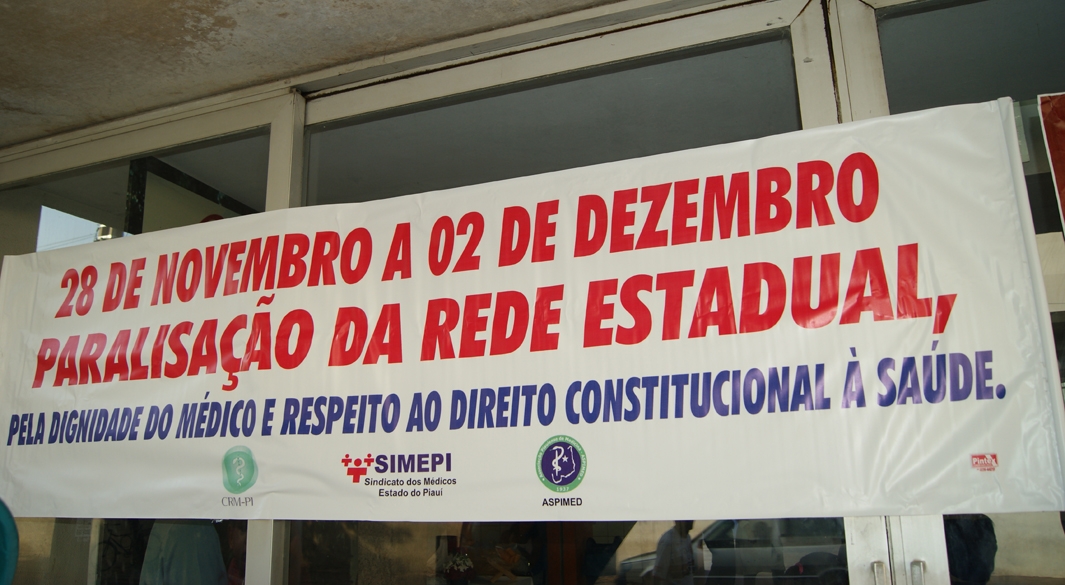 28 DE NOVEMBRO A 02 DE DEZEMBRO
PARALISAÇÃO DA REDE ESTADUAL,
PELA DIGNIDADE DO MÉDICO E RESPEITO AO DIREITO CONSTITUCIONAL À SAÚDE.
CRM-PI
SIMEPI
Sindicato dos Médicos
Estado do Piauí
ASPIMED